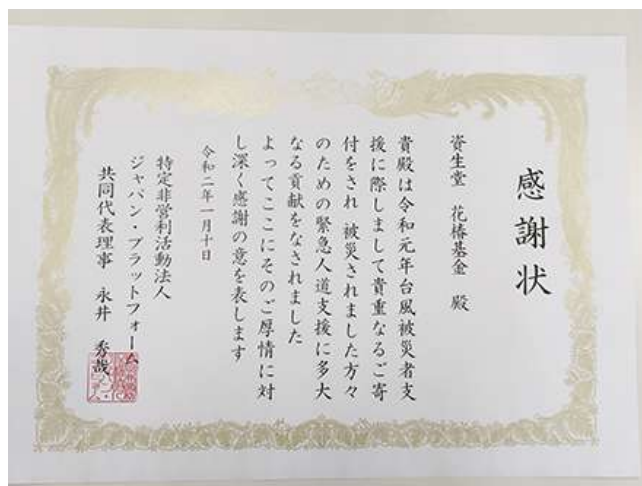 感謝状
資生堂 花椿基金 殿
貴殿は令和元年台風被災者支
援に際しまして貴重なるご寄
付をされ 被災されました方々
のための緊急人道支援に多大
なる貢献をなされました
よってここにそのご厚情に対
し深く感謝の意を表します
令和二年一月十日
特定非営利活動法人
ジャパン・プラットフォーム
共同代表理事 永井 秀哉